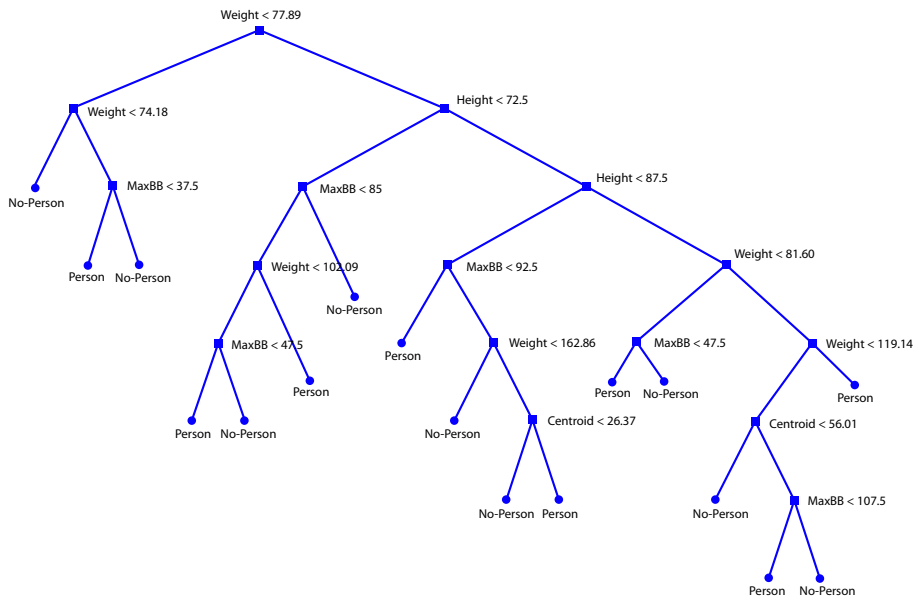 Weight < 77.89
Weight < 74.18
Height < 72.5
No-Person
MaxBB < 37.5
MaxBB < 85
Height < 87.5
Person
No-Person
Weight < 102.09
No-Person
MaxBB < 92.5
Weight < 81.60
MaxBB < 47.5
Person
Person
Weight < 162.86
MaxBB < 47.5
Weight < 119.14
Person
No-Person
Person
No-Person
Person
No-Person
Centroid < 26.37
Centroid < 56.01
No-Person
Person
No-Person
MaxBB < 107.5
Person
No-Person